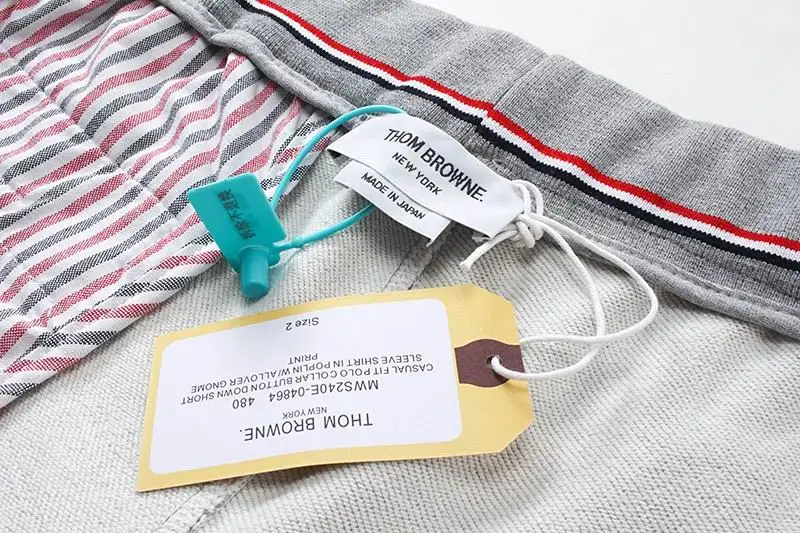 THOM BROWNE.
NEW YORK
MADE IN JAPAN
THOM BROWNE.
NEW YORK
MWS240E-04864 480
CASUAL FIT POLO COLLAR BUTTON DOWN SHORT
SLEEVE SHIRT IN POPLIN W/ALLOVER GNOME
PRINT
Size 2